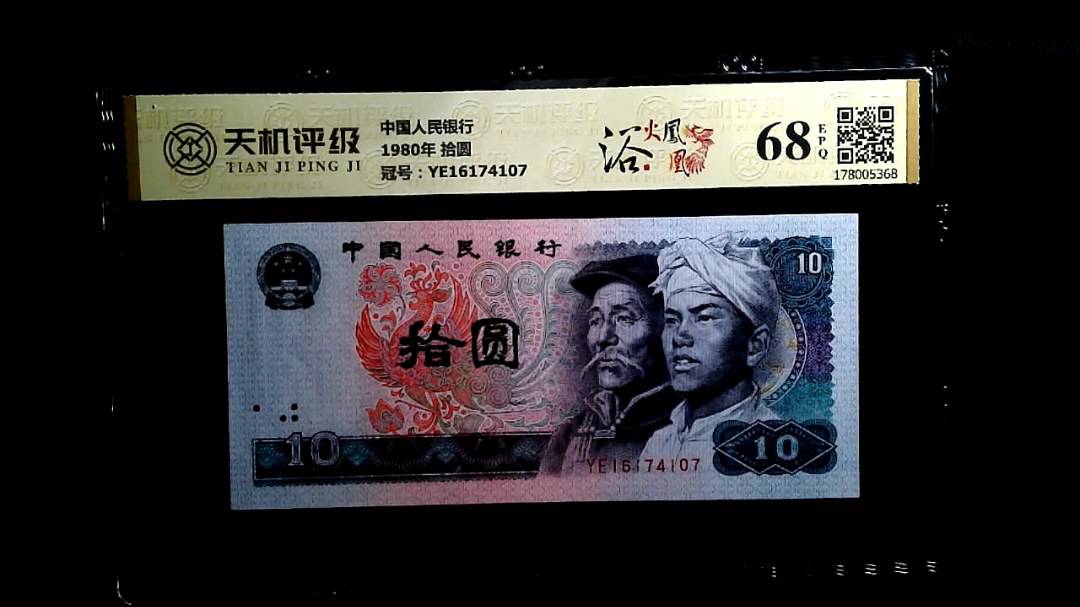 天机评级
TIAN JI PING JI
中国人民银行
1980年 拾圆
冠号：YE16174107
浴火凤凰
68
EPQ
178005368
中国人民银行
10
拾圆
10
YE16174107
10